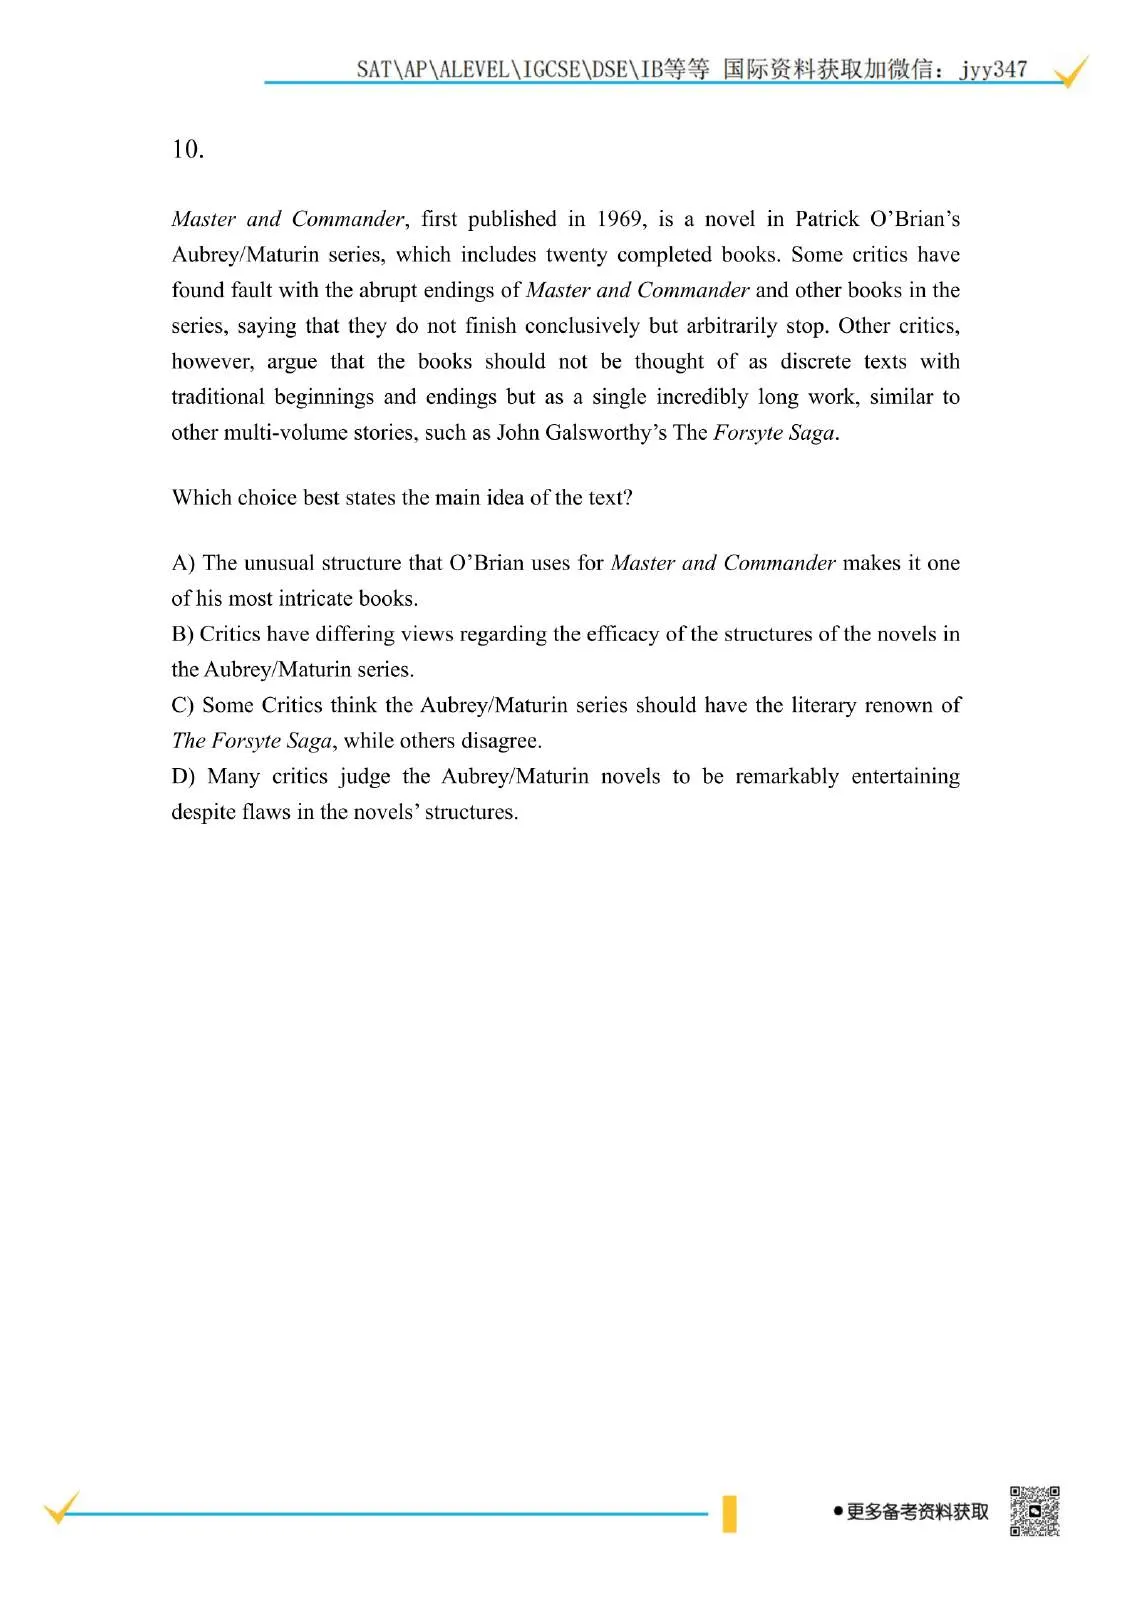 SAT\AP\ALEVEL\IGCSE\DSE\IB等等 国际资料获取加微信：jyy347
10.
Master and Commander, first published in 1969, is a novel in Patrick O’Brian’s
Aubrey/Maturin series, which includes twenty completed books. Some critics have
found fault with the abrupt endings of Master and Commander and other books in the
series, saying that they do not finish conclusively but arbitrarily stop. Other critics,
however, argue that the books should not be thought of as discrete texts with
traditional beginnings and endings but as a single incredibly long work, similar to
other multi-volume stories, such as John Galsworthy’s The Forsyte Saga.
Which choice best states the main idea of the text?
A) The unusual structure that O’Brian uses for Master and Commander makes it one
of his most intricate books.
B) Critics have differing views regarding the efficacy of the structures of the novels in
the Aubrey/Maturin series.
C) Some Critics think the Aubrey/Maturin series should have the literary renown of
The Forsyte Saga, while others disagree.
D) Many critics judge the Aubrey/Maturin novels to be remarkably entertaining
despite flaws in the novels’ structures.
●更多备考资料获取